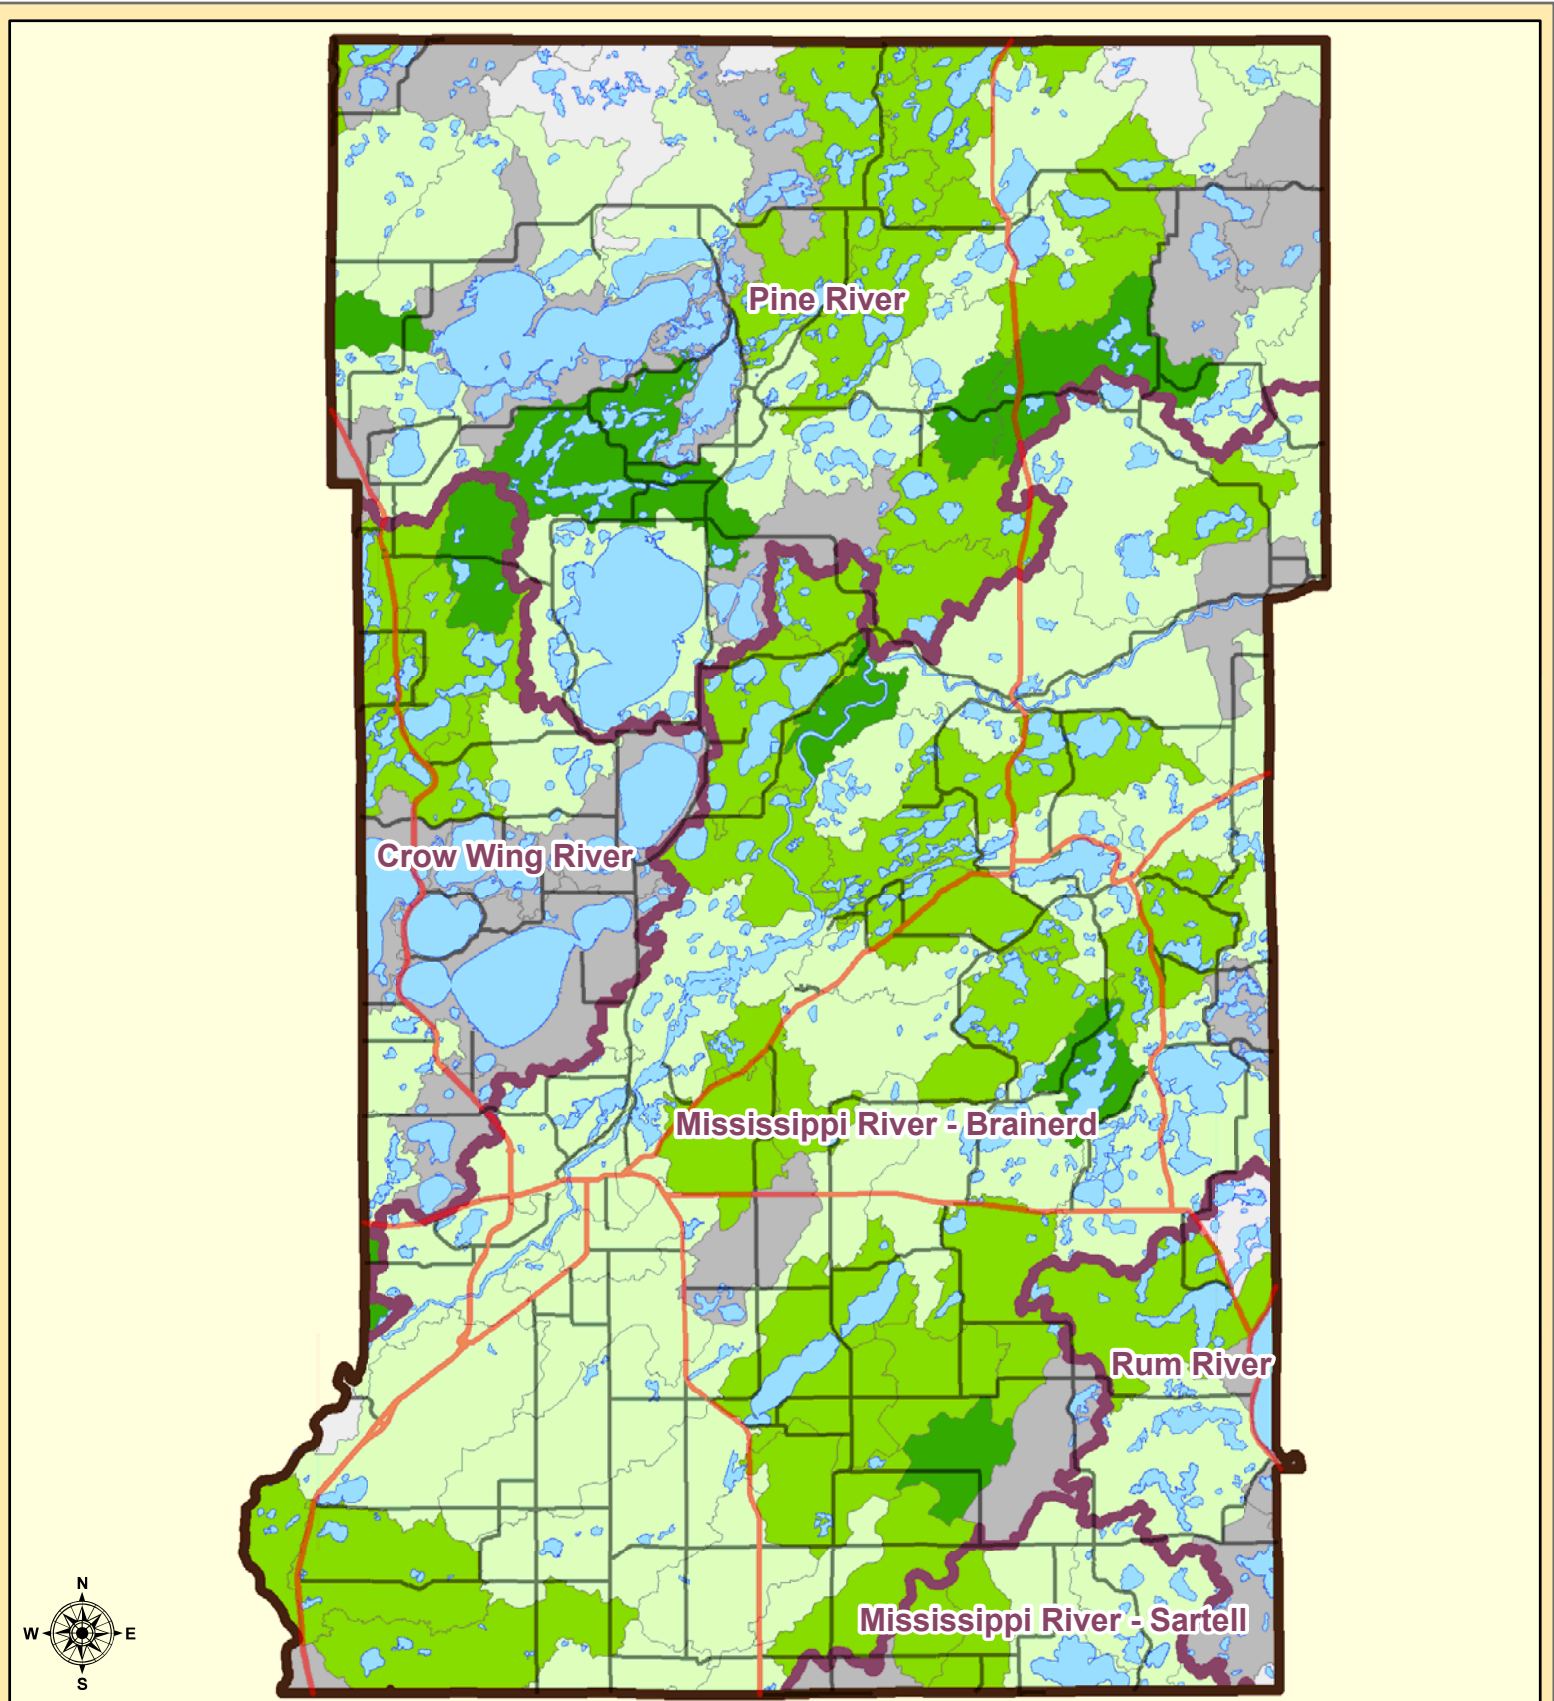 Pine River
Crow Wing River
Mississippi River - Brainerd
Rum River
Mississippi River - Sartell
N
W E
S